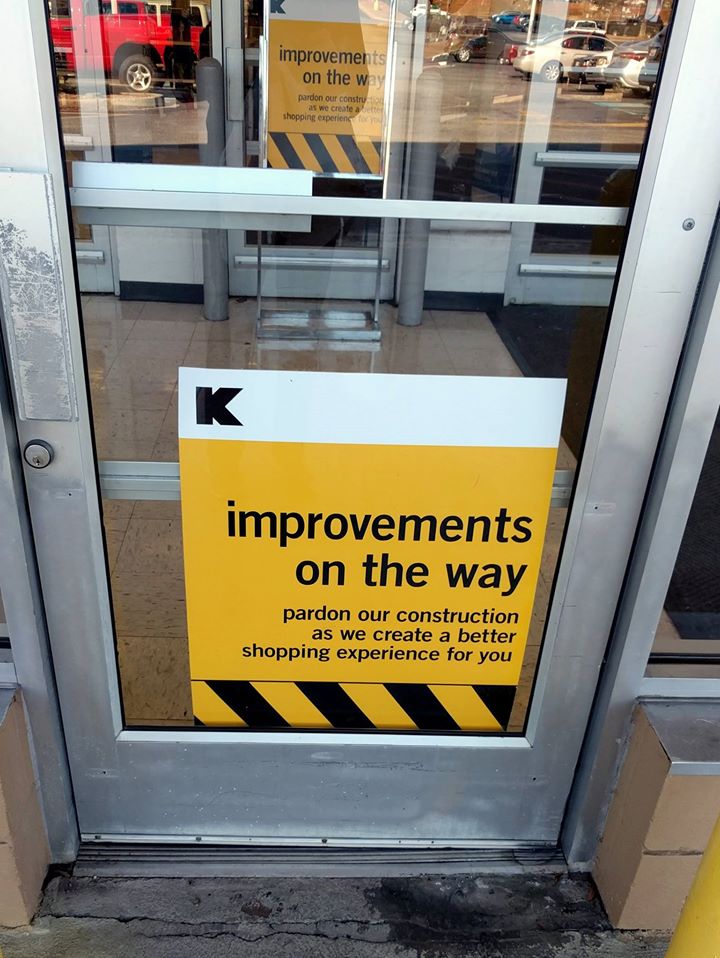 improvements
on the way
pardon our construction
as we create a better
shopping experience for you
K
improvements
on the way
pardon our construction
as we create a better
shopping experience for you